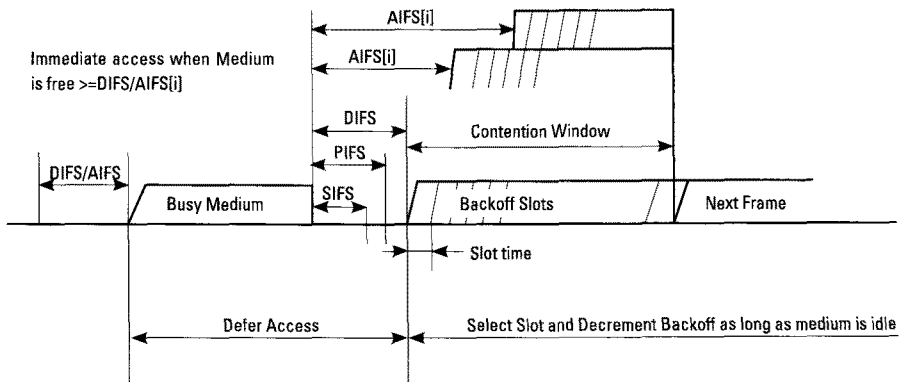 AIFS[i]
Immediate access when Medium
is free >=DIFS/AIFS[i]
AIFS[i]
DIFS
Contention Window
PIFS
DIFS/AIFS
SIFS
Busy Medium
Backoff Slots
Next Frame
Slot time
Defer Access
Select Slot and Decrement Backoff as long as medium is idle